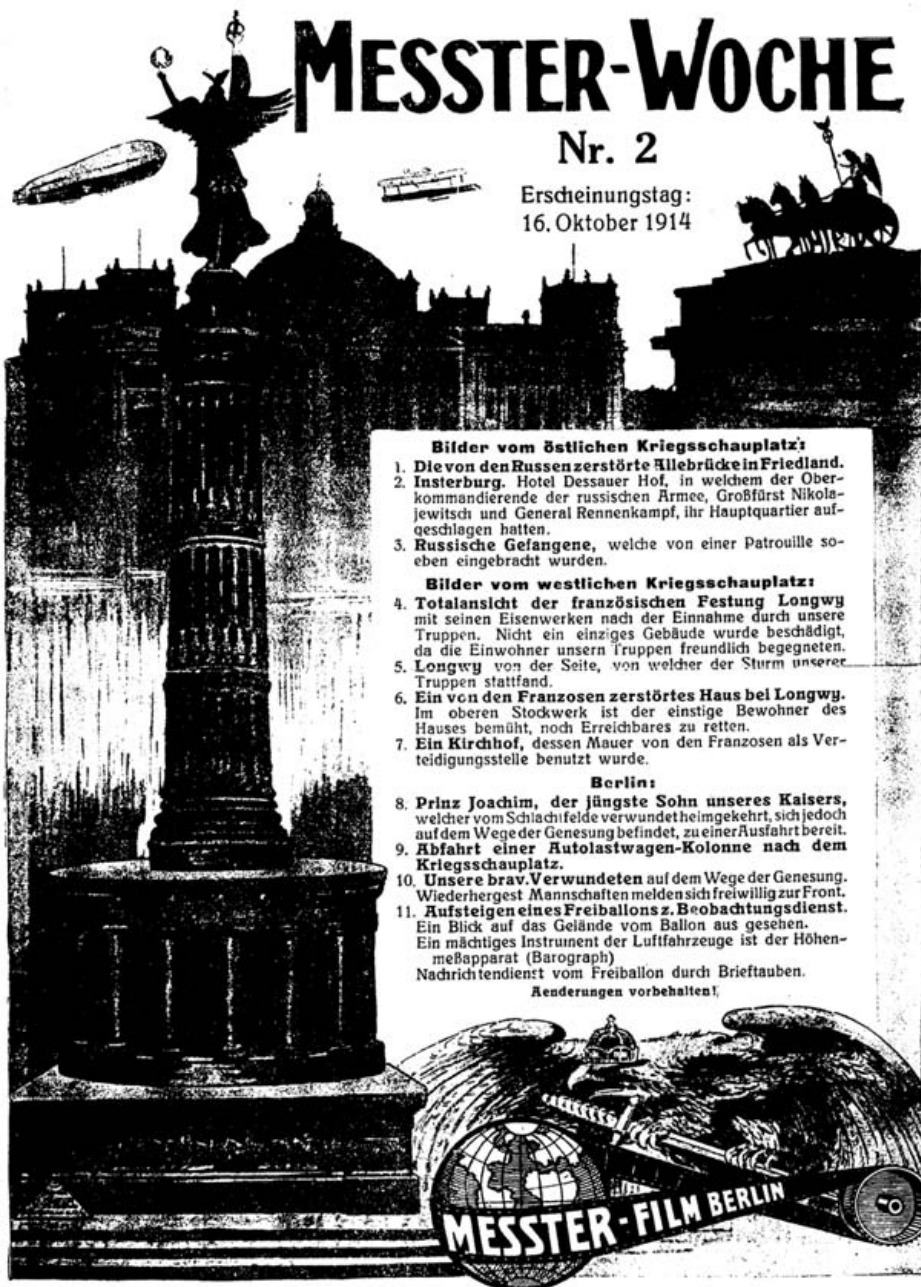 MESSTER-WOCHE
Nr. 2
Erscheinungstag:
16. Oktober 1914
Bilder vom östlichen Kriegsschauplatz:
1. Die von den Russen zerstörte Allebrücke in Friedland.
2. Insterburg. Hotel Dessauer Hof, in welchem der Ober-
kommandierende der russischen Armee, Großfürst Nikola-
jewitsch und General Rennenkampf, ihr Hauptquartier auf-
geschlagen hatten.
3. Russische Gefangene, welche von einer Patrouille so-
eben eingebracht wurden.
Bilder vom westlichen Kriegsschauplatz:
4. Totalansicht der französischen Festung Longwy
mit seinen Eisenwerken nach der Einnahme durch unsere
Truppen. Nicht ein einziges Gebäude wurde beschädigt,
da die Einwohner unsern Truppen freundlich begegneten.
5. Longwy von der Seite, von welcher der Sturm unserer
Truppen stattfand.
6. Ein von den Franzosen zerstörtes Haus bei Longwy.
Im oberen Stockwerk ist der einstige Bewohner des
Hauses bemüht, noch Erreichbares zu retten.
7. Ein Kirchhof, dessen Mauer von den Franzosen als Ver-
teidigungsstelle benutzt wurde.
Berlin:
8. Prinz Joachim, der jüngste Sohn unseres Kaisers,
welcher vom Schlachtfelde verwundet heimgekehrt, sich jedoch
auf dem Wege der Genesung befindet, zu einer Ausfahrt bereit.
9. Abfahrt einer Autolastwagen-Kolonne nach dem
Kriegsschauplatz.
10. Unsere brav. Verwundeten auf dem Wege der Genesung.
Wiederhergest Mannschaften melden sich freiwillig zur Front.
11. Aufsteigen eines Freiballons z. Beobachtungsdienst.
Ein Blick auf das Gelände vom Ballon aus gesehen.
Ein mächtiges Instrument der Luftfahrzeuge ist der Höhen-
meßapparat (Barograph)
Nachrichtendienst vom Freiballon durch Brieftauben.
Aenderungen vorbehalten!
MESSTER-FILM BERLIN